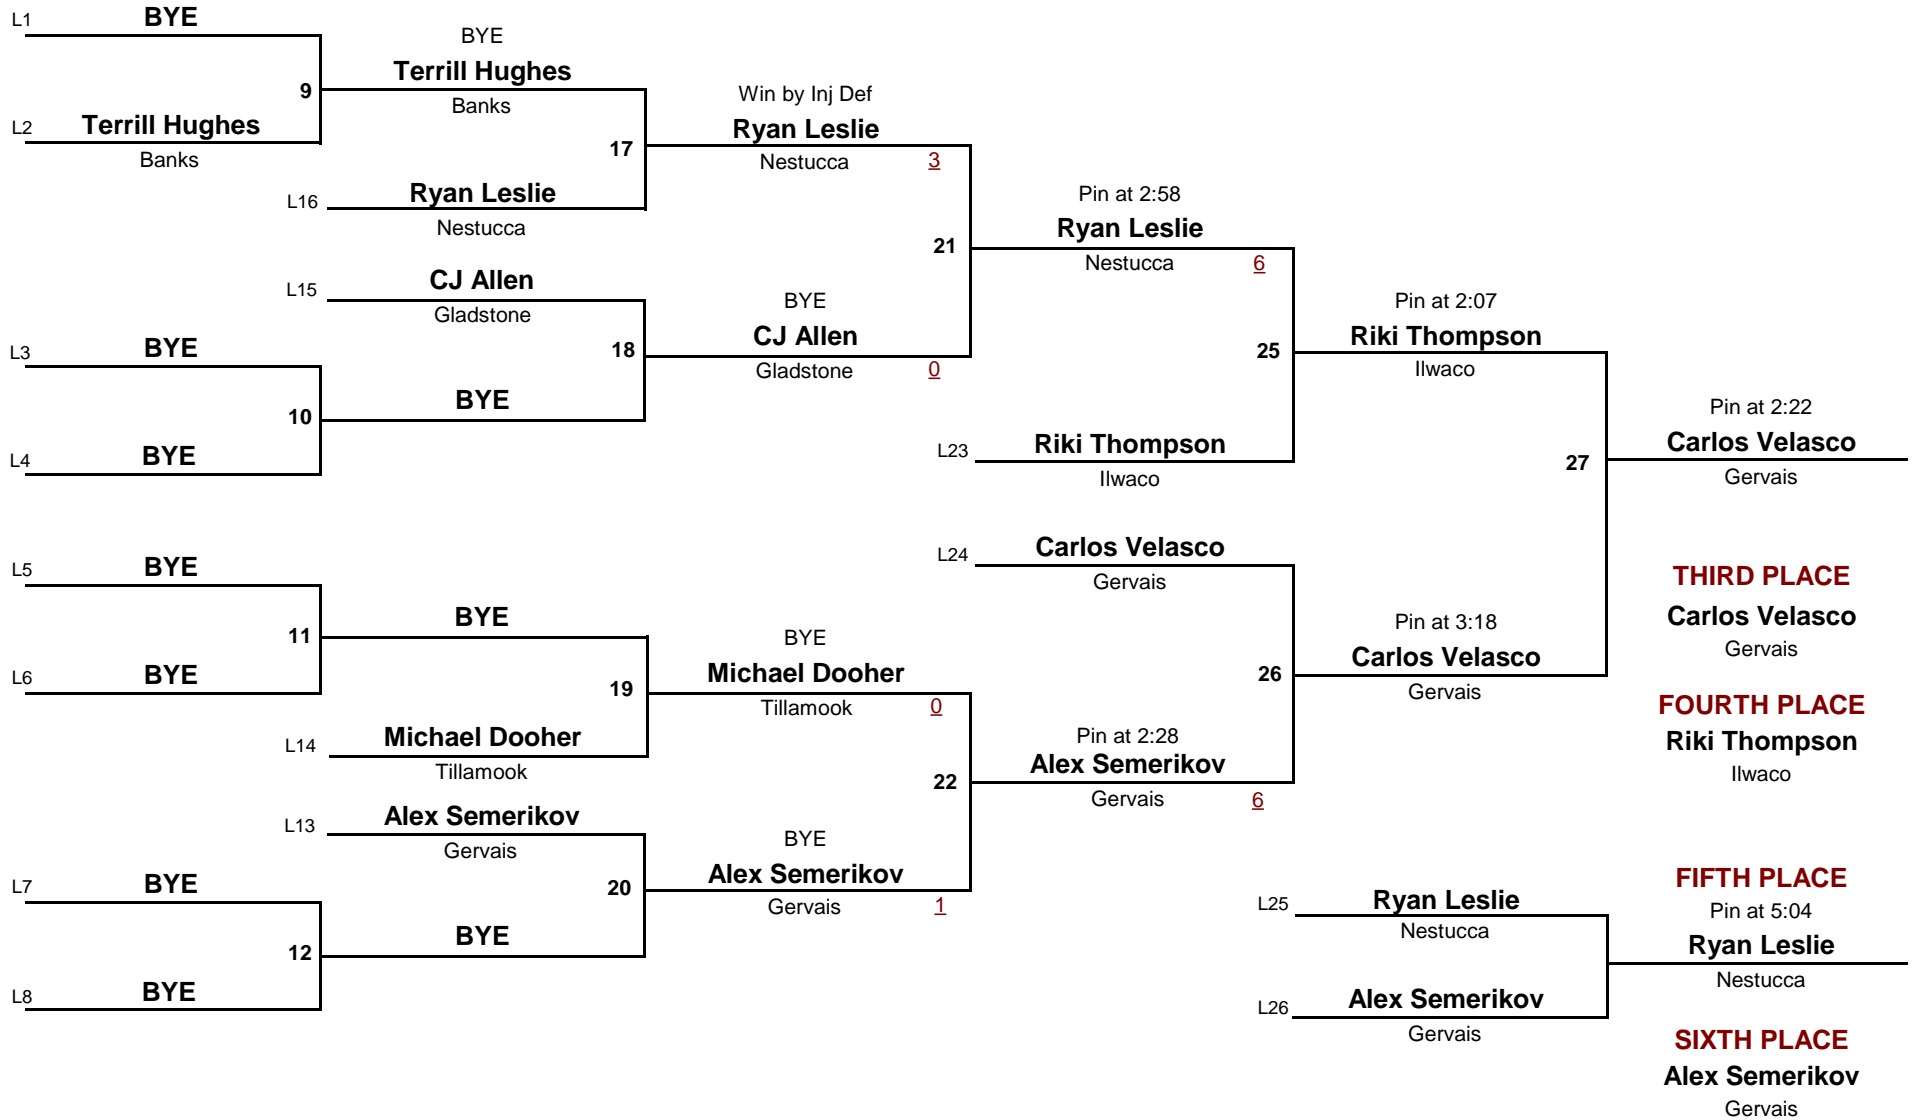 L1 BYE
9
L2 Terrill Hughes
Banks
BYE
Terrill Hughes
Banks
17
L16 Ryan Leslie
Nestucca
Win by Inj Def
Ryan Leslie
Nestucca 3
L15 CJ Allen
Gladstone
18
L3 BYE
10
L4 BYE
BYE
BYE
CJ Allen
Gladstone 0
21
Pin at 2:58
Ryan Leslie
Nestucca 6
25
L23 Riki Thompson
Ilwaco
Pin at 2:07
Riki Thompson
Ilwaco
27
Pin at 2:22
Carlos Velasco
Gervais
L5 BYE
11
L6 BYE
BYE
19
L14 Michael Dooher
Tillamook
BYE
Michael Dooher
Tillamook 0
L13 Alex Semerikov
Gervais
20
L7 BYE
12
L8 BYE
BYE
BYE
Alex Semerikov
Gervais 1
22
L24 Carlos Velasco
Gervais
26
Pin at 2:28
Alex Semerikov
Gervais 6
Pin at 3:18
Carlos Velasco
Gervais
THIRD PLACE
Carlos Velasco
Gervais
FOURTH PLACE
Riki Thompson
Ilwaco
L25 Ryan Leslie
Nestucca
L26 Alex Semerikov
Gervais
FIFTH PLACE
Pin at 5:04
Ryan Leslie
Nestucca
SIXTH PLACE
Alex Semerikov
Gervais